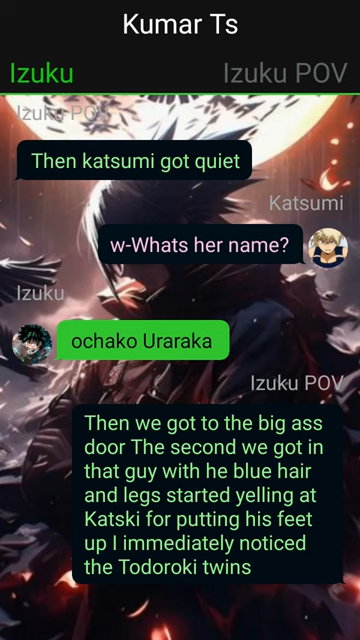 Kumar Ts
Izuku
Izuku POV
Izuku POV
Then katsumi got quiet
Katsumi
w-Whats her name?
Izuku
ochako Uraraka
Izuku POV
Then we got to the big ass
door The second we got in
that guy with he blue hair
and legs started yelling at
Katski for putting his feet
up I immediately noticed
the Todoroki twins